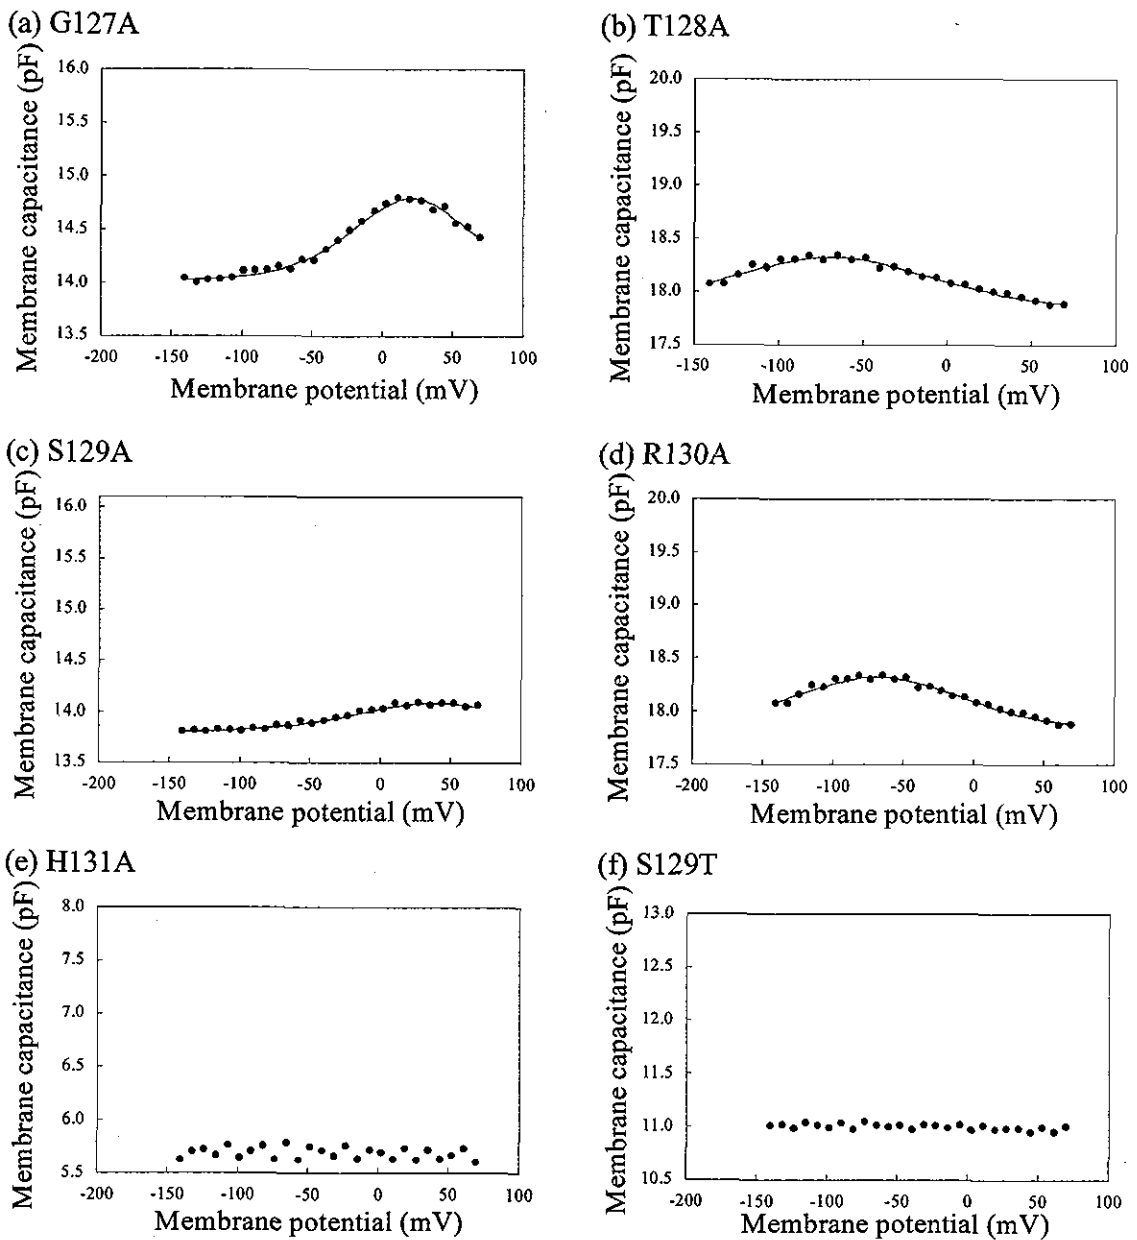 (a) G127A
Membrane capacitance (pF)
16.0
15.5
15.0
14.5
14.0
13.5
-200 -150 -100 -50 0 50 100
Membrane potential (mV)
(b) T128A
Membrane capacitance (pF)
20.0
19.5
19.0
18.5
18.0
17.5
-150 -100 -50 0 50 100
Membrane potential (mV)
(c) S129A
Membrane capacitance (pF)
16.0
15.5
15.0
14.5
14.0
13.5
-200 -150 -100 -50 0 50 100
Membrane potential (mV)
(d) R130A
Membrane capacitance (pF)
20.0
19.5
19.0
18.5
18.0
17.5
-200 -150 -100 -50 0 50 100
Membrane potential (mV)
(e) H131A
Membrane capacitance (pF)
8.0
7.5
7.0
6.5
6.0
5.5
-200 -150 -100 -50 0 50 100
Membrane potential (mV)
(f) S129T
Membrane capacitance (pF)
13.0
12.5
12.0
11.5
11.0
10.5
-200 -150 -100 -50 0 50 100
Membrane potential (mV)